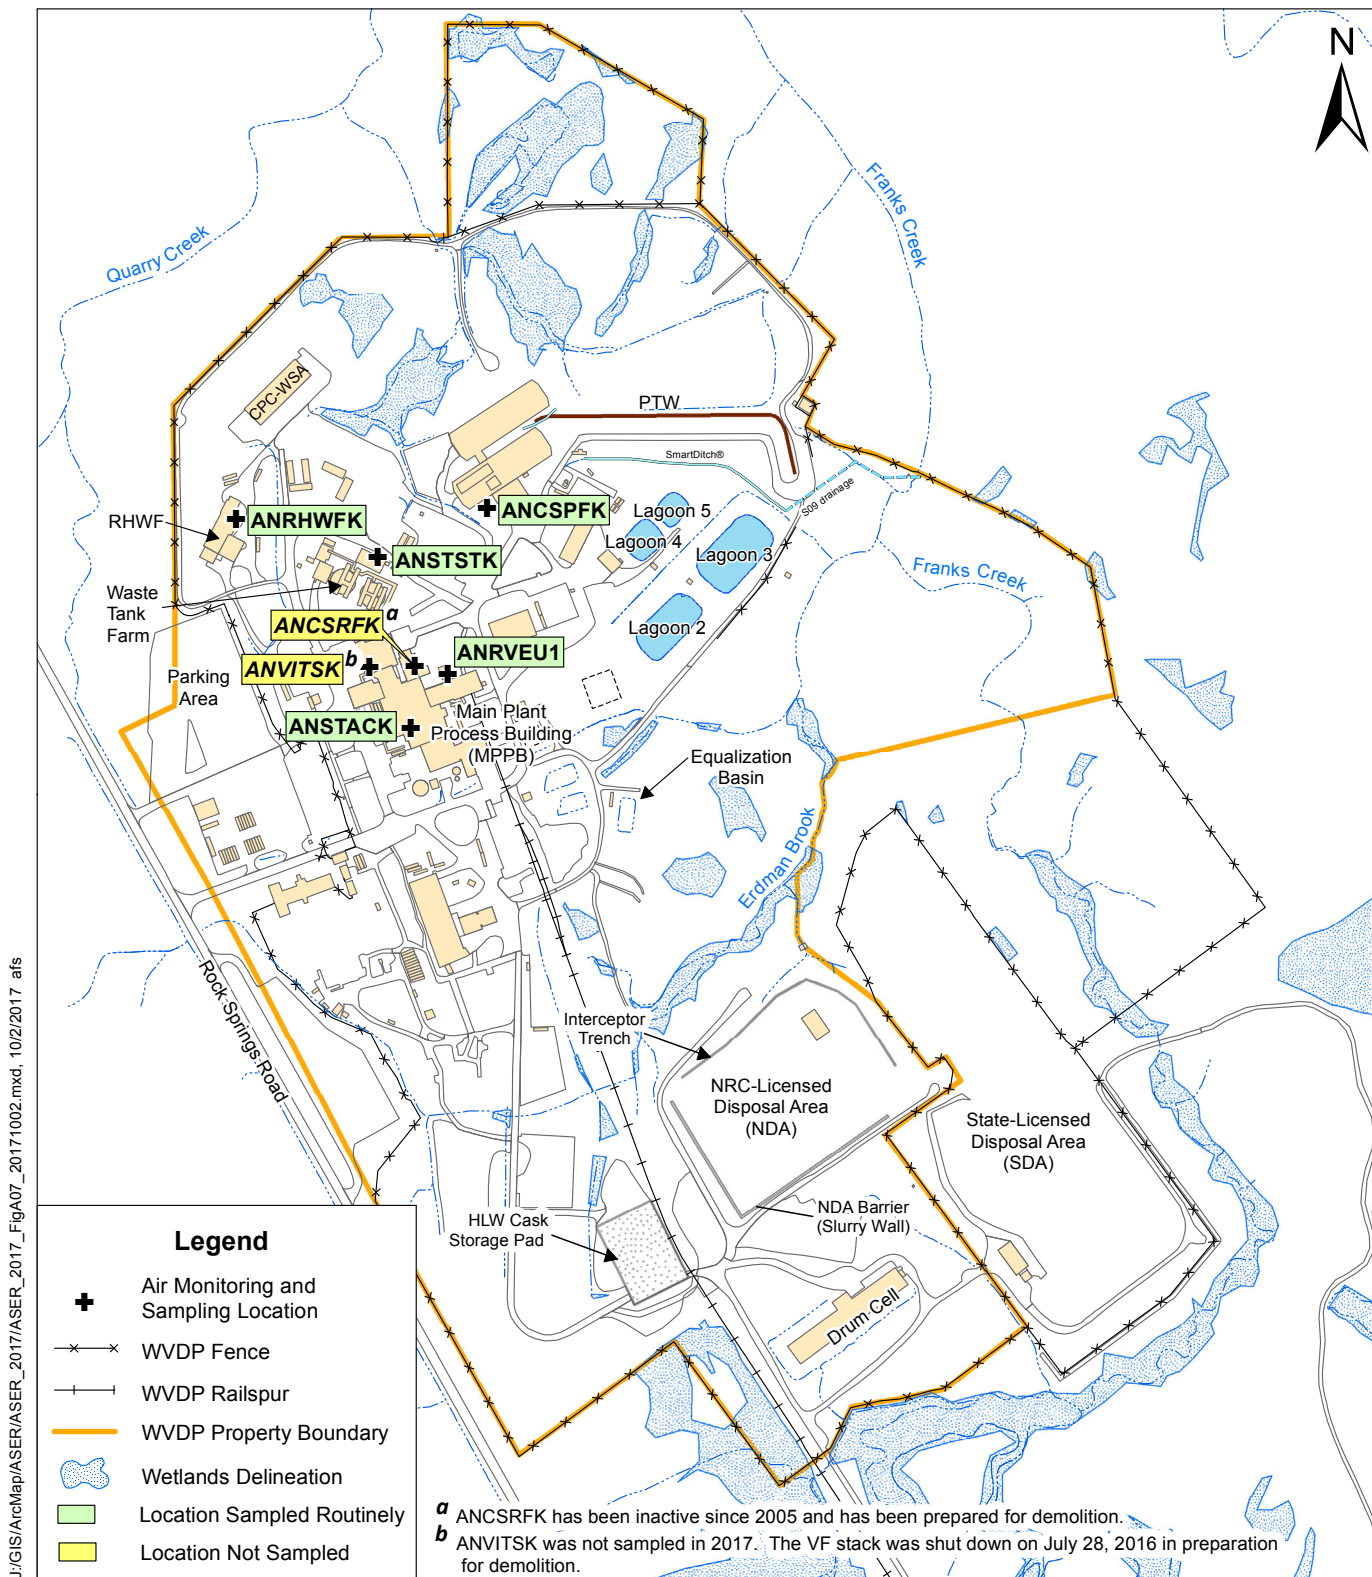 N
Quarry Creek
Franks Creek
Franks Creek
CPC-WSA
PTW
SmartDitch®
S09 drainage
ANCSPFK
Lagoon 5
Lagoon 4
Lagoon 3
Lagoon 2
RHWF
ANRHWFK
ANSTSTK
Franks Creek
Waste
Tank
Farm
ANCSRFK a
ANVITSK b
ANRVEU1
Parking
Area
ANSTACK
Main Plant
Process Building
(MPPB)
Equalization
Basin
Erdman Brook
Rock Springs Road
Interceptor
Trench
NRC-Licensed
Disposal Area
(NDA)
State-Licensed
Disposal Area
(SDA)
NDA Barrier
(Slurry Wall)
HLW Cask
Storage Pad
Drum Cell
Legend
Air Monitoring and
Sampling Location
WVDP Fence
WVDP Railspur
WVDP Property Boundary
Wetlands Delineation
Location Sampled Routinely
Location Not Sampled
a ANCSRFK has been inactive since 2005 and has been prepared for demolition.
b ANVITSK was not sampled in 2017. The VF stack was shut down on July 28, 2016 in preparation
for demolition.
J:/GIS/ArcMap/ASER/ASER_2017/ASER_2017_FigA07_20171002.mxd, 10/2/2017 afs